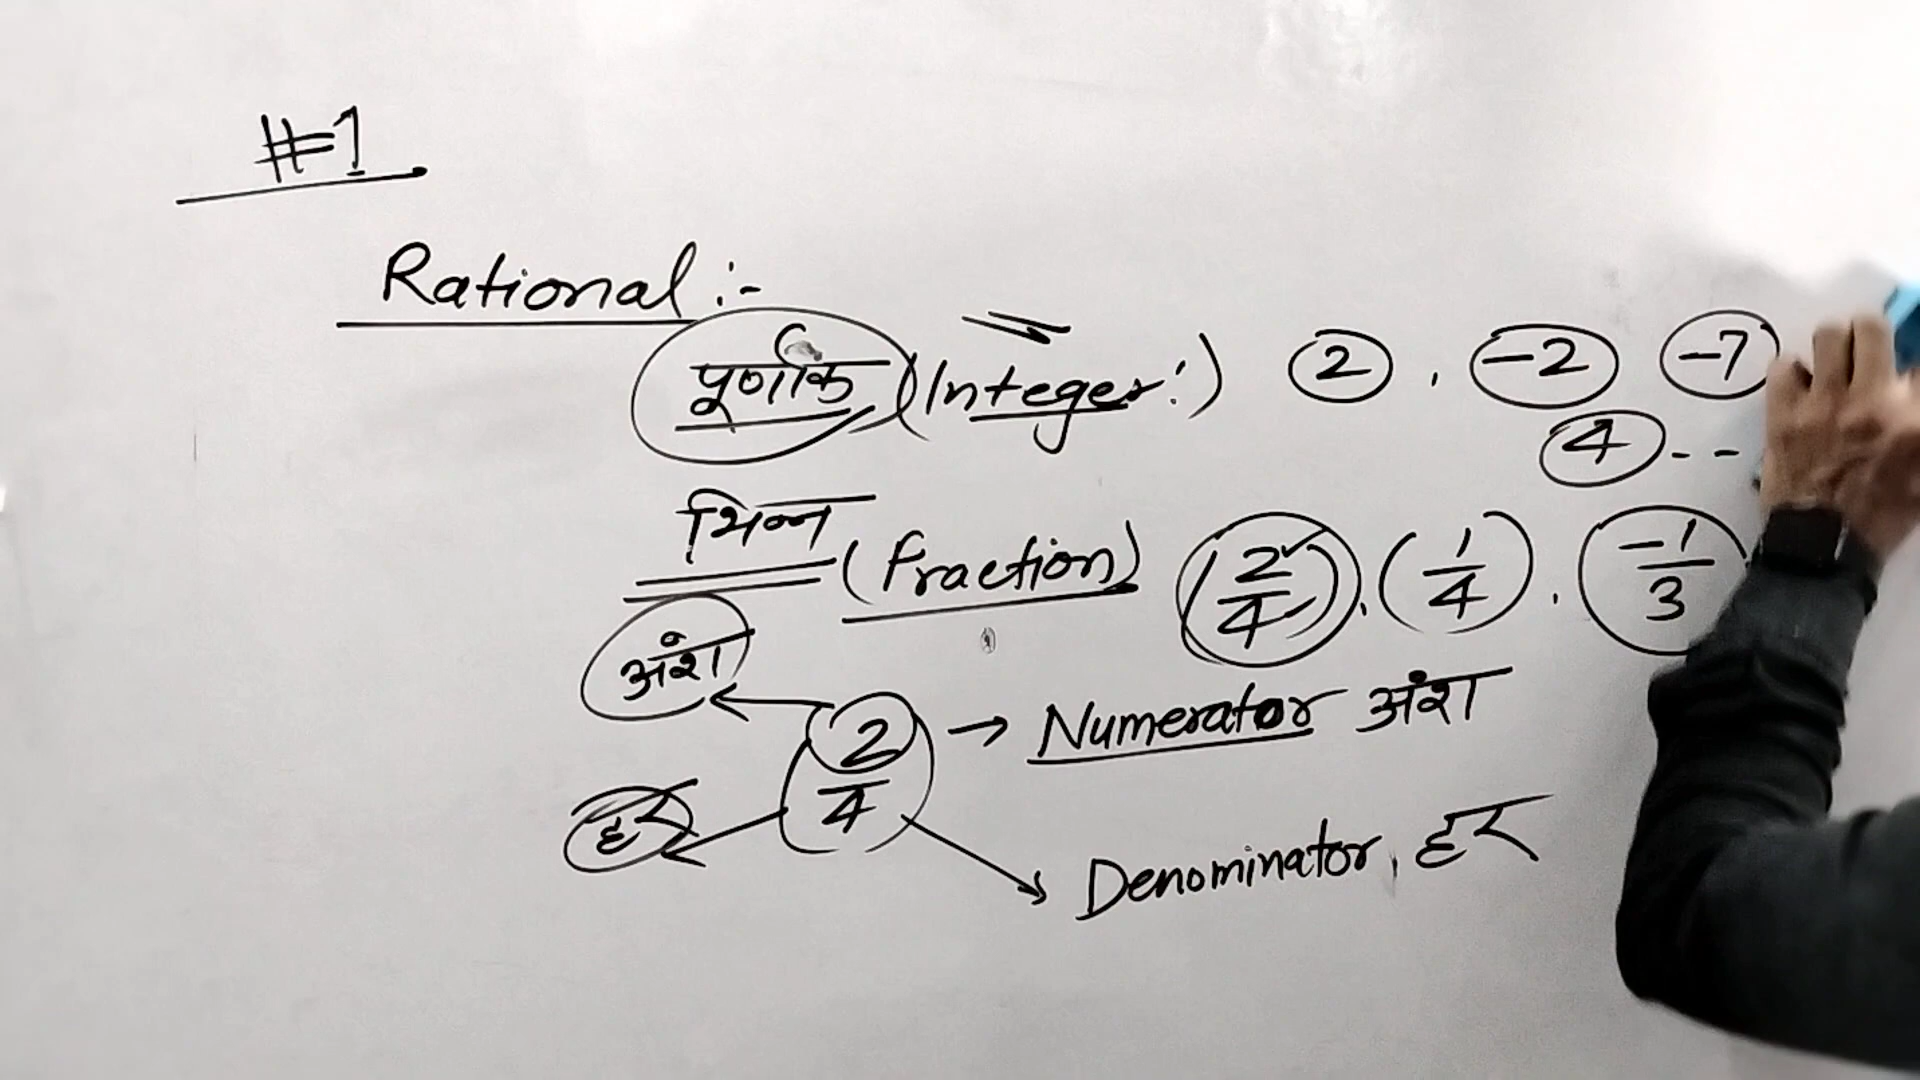 #1
Rational :-
पूर्णांक (Integer:) 2 , -2 -7
4 - -
भिन्न (Fraction) (2/4) , (1/4) , -1/3
अंश
2/4 → Numerator अंश
हर
Denominator, हर